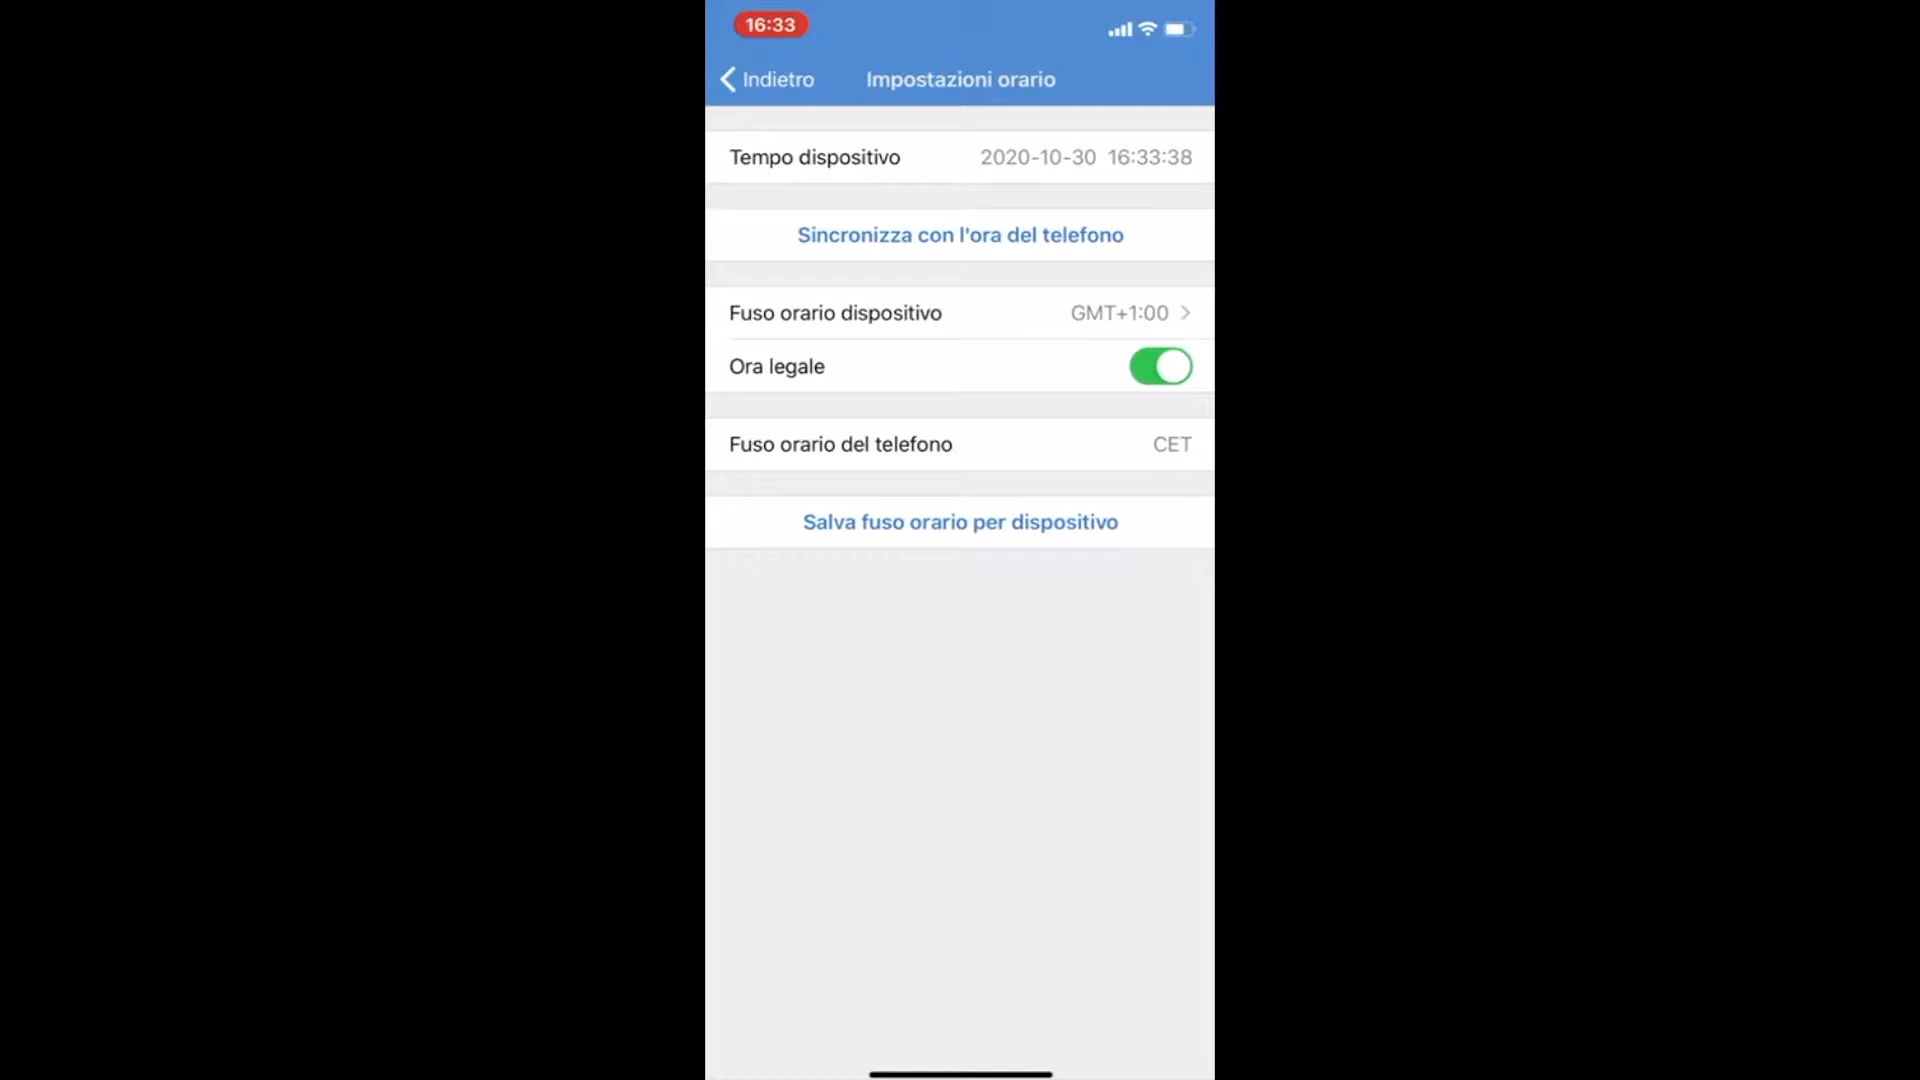 16:33
Indietro
Impostazioni orario
Tempo dispositivo 2020-10-30 16:33:38
Sincronizza con l'ora del telefono
Fuso orario dispositivo GMT+1:00
Ora legale
Fuso orario del telefono CET
Salva fuso orario per dispositivo